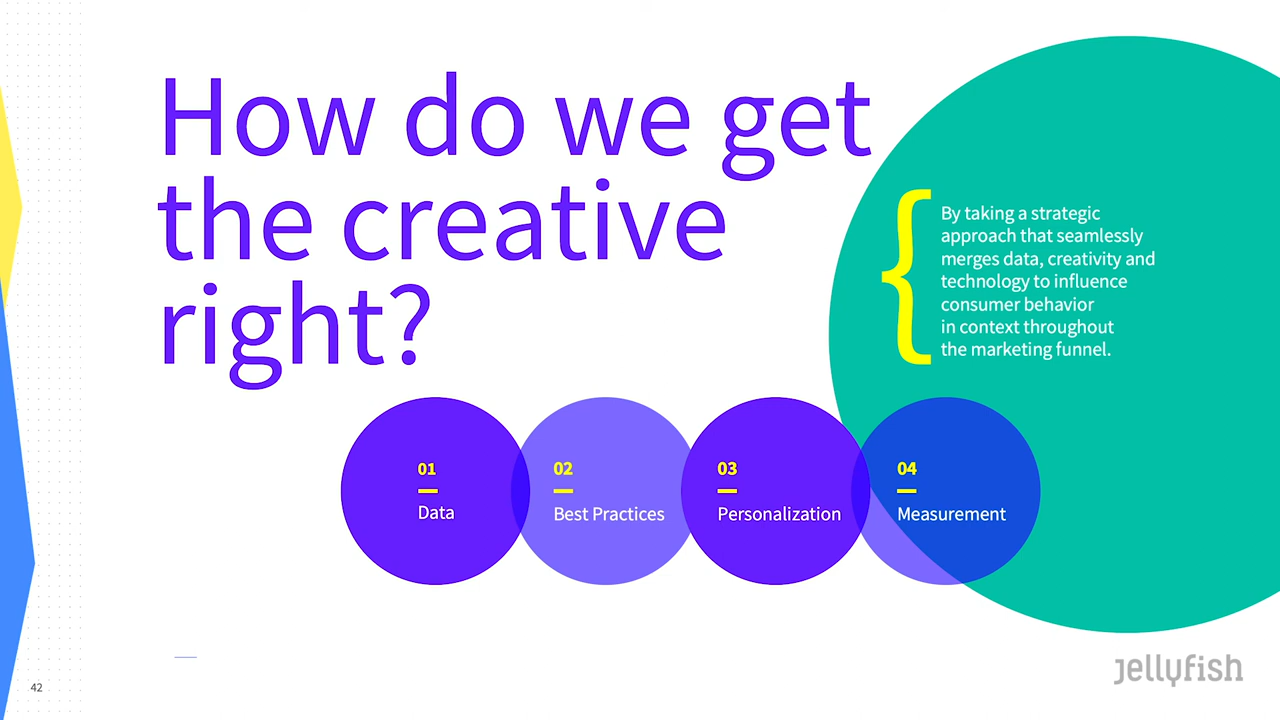 How do we get
the creative
right?
{
By taking a strategic
approach that seamlessly
merges data, creativity and
technology to influence
consumer behavior
in context throughout
the marketing funnel.
01
Data
02
Best Practices
03
Personalization
04
Measurement
42
jellyfish